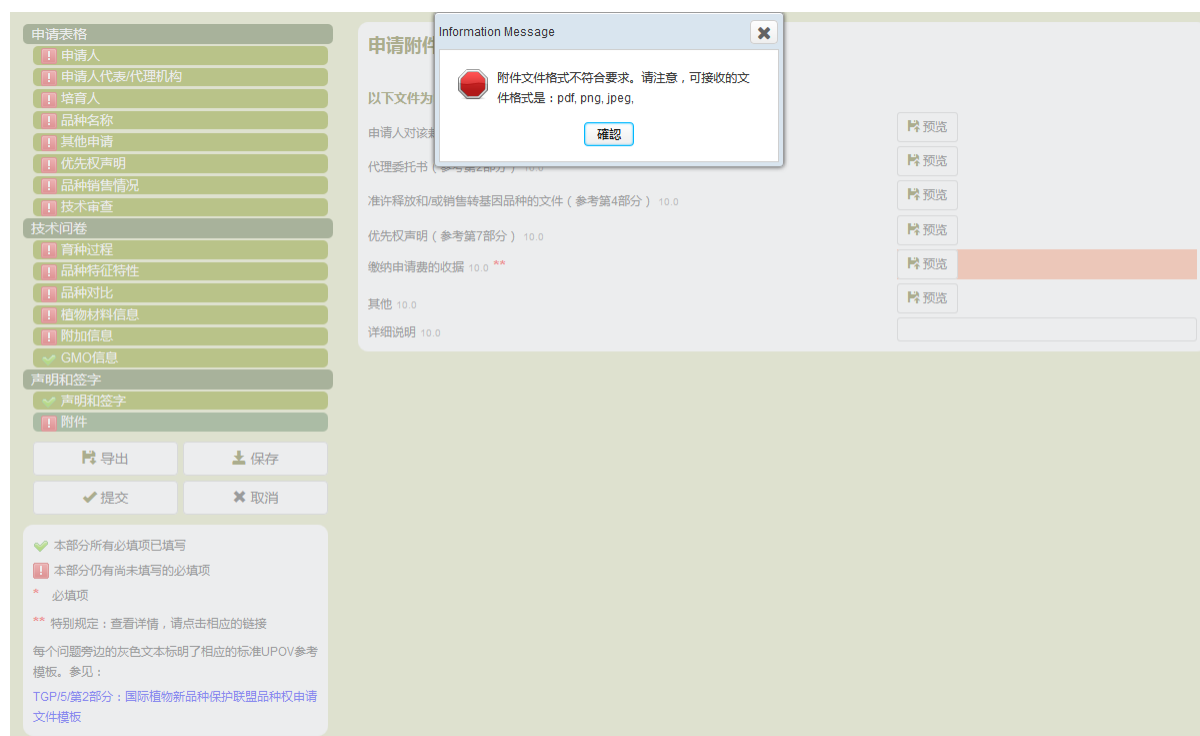 申请表格
申请人
申请人代表/代理机构
培育人
品种名称
其他申请
优先权声明
品种销售情况
技术审查
技术问卷
育种过程
品种特征特性
品种对比
植物材料信息
附加信息
GMO信息
声明和签字
声明和签字
附件
导出
保存
提交
取消
本部分所有必填项已填写
本部分仍有尚未填写的必填项
* 必填项
** 特别规定：查看详情，请点击相应的链接
每个问题旁边的灰色文本标明了相应的标准UPOV参考
模板。参见：
TGP/5/第2部分：国际植物新品种保护联盟品种权申请
文件模板
Information Message
附件文件格式不符合要求。请注意，可接收的文
件格式是：pdf, png, jpeg,
確認
申请附件
以下文件为
申请人对该 预览
代理委托书（参考第2部分） 10.0 预览
准许释放和/或销售转基因品种的文件（参考第4部分） 10.0 预览
优先权声明（参考第7部分） 10.0 预览
缴纳申请费的收据 10.0 ** 预览
其他 10.0 预览
详细说明 10.0